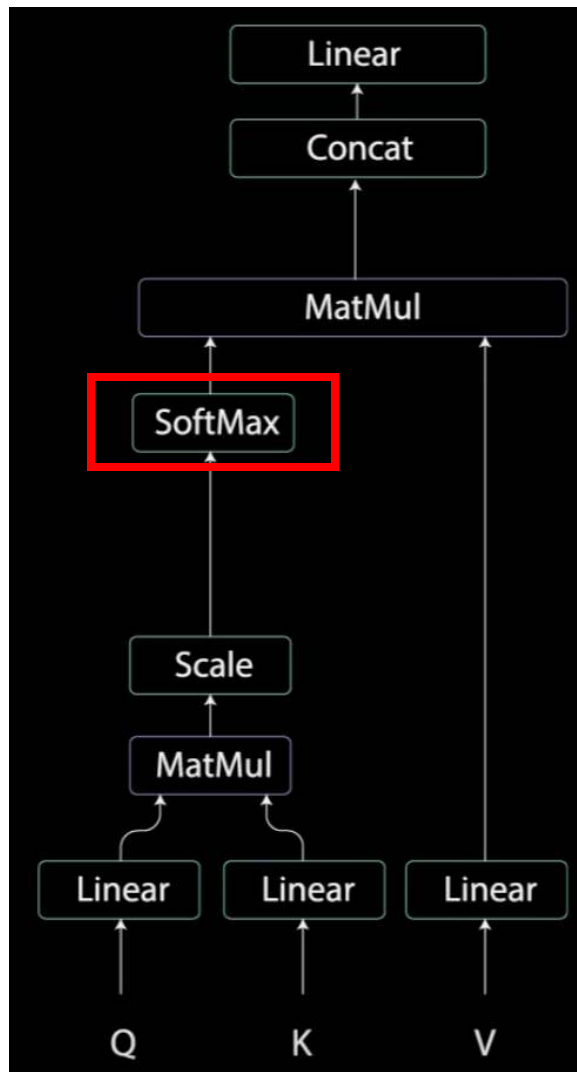 Linear
Concat
MatMul
SoftMax
Scale
MatMul
Linear Linear Linear
Q K V